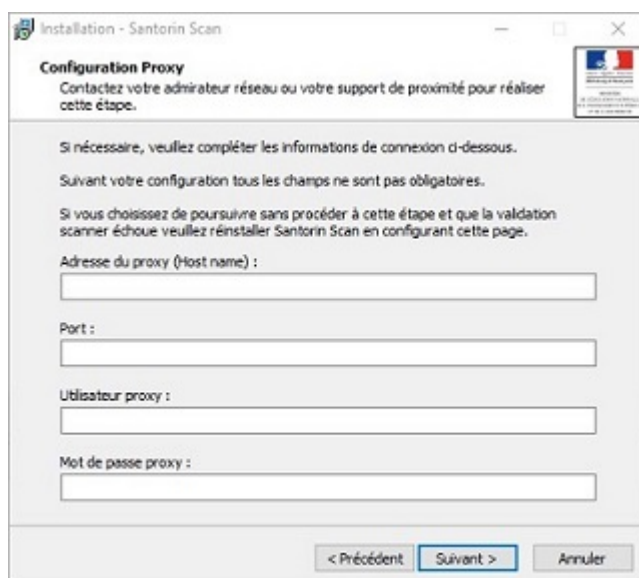 Installation - Santorin Scan
Configuration Proxy
Contactez votre admirateur réseau ou votre support de proximité pour réaliser
cette étape.
Si nécessaire, veuillez compléter les informations de connexion ci-dessous.
Suivant votre configuration tous les champs ne sont pas obligatoires.
Si vous choisissez de poursuivre sans procéder à cette étape et que la validation
scanner échoue veuillez réinstaller Santorin Scan en configurant cette page.
Adresse du proxy (Host name) :
Port :
Utilisateur proxy :
Mot de passe proxy :
< Précédent
Suivant >
Annuler